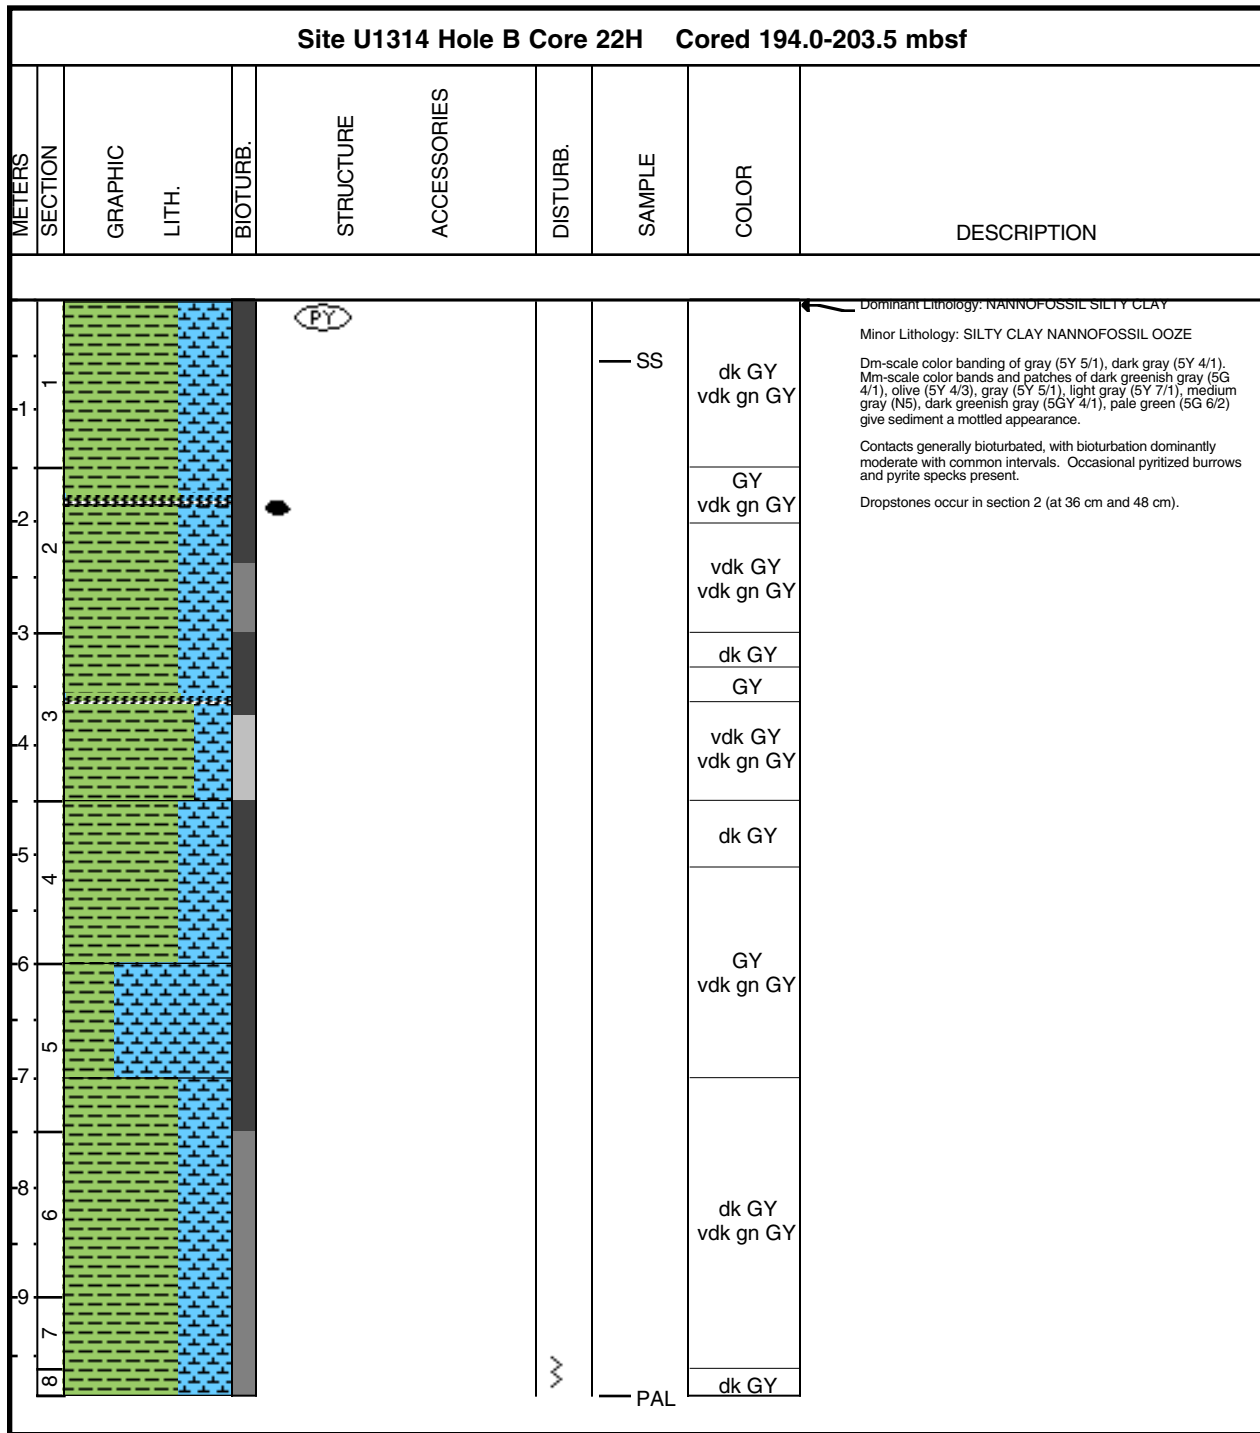 Site U1314 Hole B Core 22H Cored 194.0-203.5 mbsf
METERS
SECTION
GRAPHIC
LITH.
BIOTURB.
STRUCTURE
ACCESSORIES
DISTURB.
SAMPLE
COLOR
DESCRIPTION
PY
Dominant Lithology: NANNOFOSSIL SILTY CLAY
Minor Lithology: SILTY CLAY NANNOFOSSIL OOZE
Dm-scale color banding of gray (5Y 5/1), dark gray (5Y 4/1).
Mm-scale color bands and patches of dark greenish gray (5G
4/1), olive (5Y 4/3), gray (5Y 5/1), light gray (5Y 7/1), medium
gray (N5), dark greenish gray (5GY 4/1), pale green (5G 6/2)
give sediment a mottled appearance.
Contacts generally bioturbated, with bioturbation dominantly
moderate with common intervals. Occasional pyritized burrows
and pyrite specks present.
Dropstones occur in section 2 (at 36 cm and 48 cm).
SS
dk GY
vdk gn GY
1
1
GY
vdk gn GY
2
2
vdk GY
vdk gn GY
3
dk GY
GY
3
4
vdk GY
vdk gn GY
dk GY
5
4
6
GY
vdk gn GY
5
7
8
6
dk GY
vdk gn GY
9
7
8
dk GY
PAL